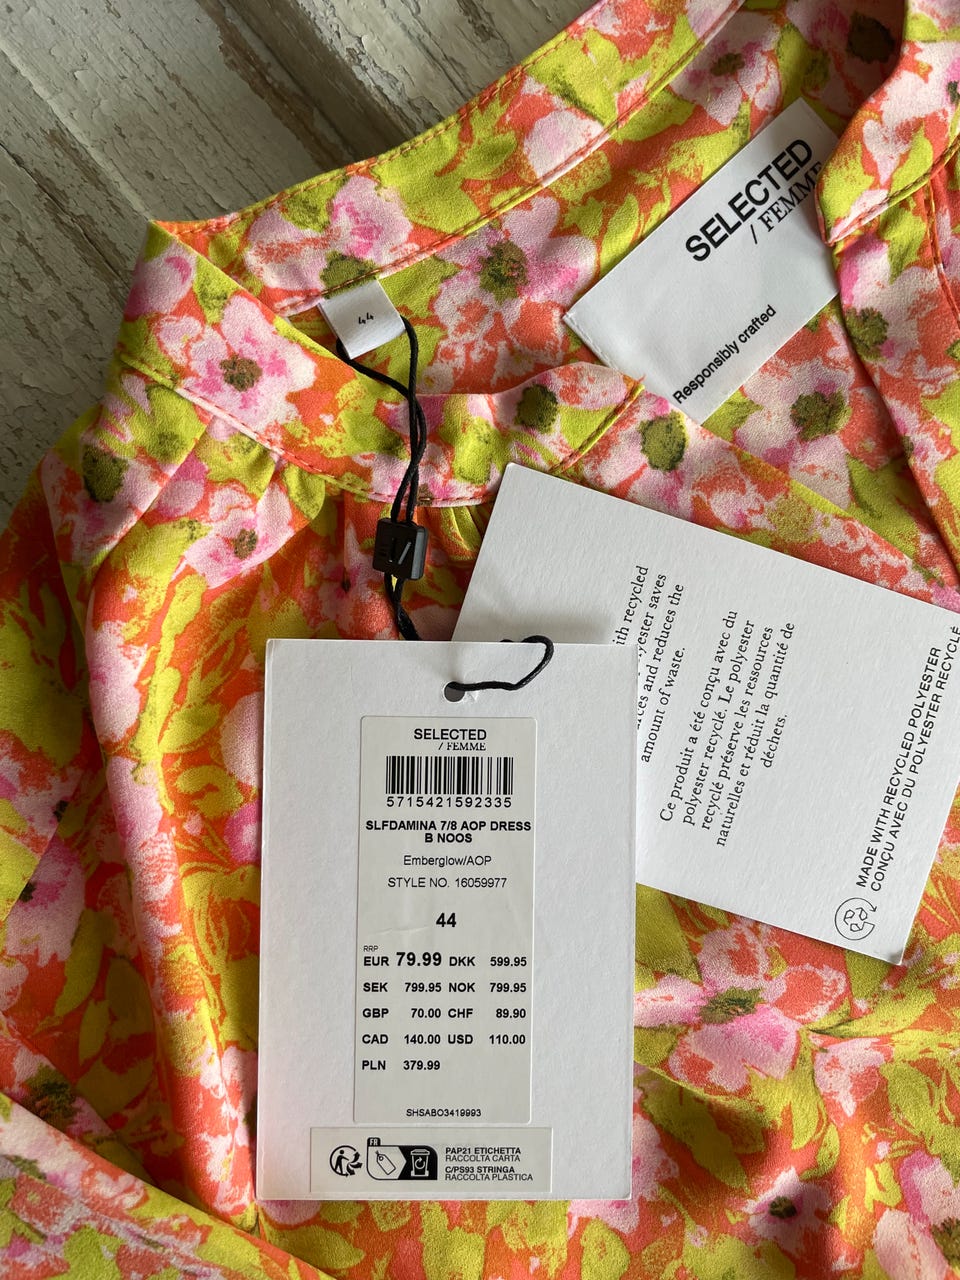 SELECTED
/ FEMME
Responsibly crafted
44
ith recycled
yester saves
rces and reduces the
amount of waste.
Ce produit a été conçu avec du
polyester recyclé. Le polyester
recyclé préserve les ressources
naturelles et réduit la quantité de
déchets.
MADE WITH RECYCLED POLYESTER
CONÇU AVEC DU POLYESTER RECYCLÉ
SELECTED
/ FEMME
5715421592335
SLFDAMINA 7/8 AOP DRESS
B NOOS
Emberglow/AOP
STYLE NO. 16059977
44
RRP
EUR 79.99 DKK 599.95
SEK 799.95 NOK 799.95
GBP 70.00 CHF 89.90
CAD 140.00 USD 110.00
PLN 379.99
SHSABO3419993
FR
PAP21 ETICHETTA
RACCOLTA CARTA
C/PS93 STRINGA
RACCOLTA PLASTICA